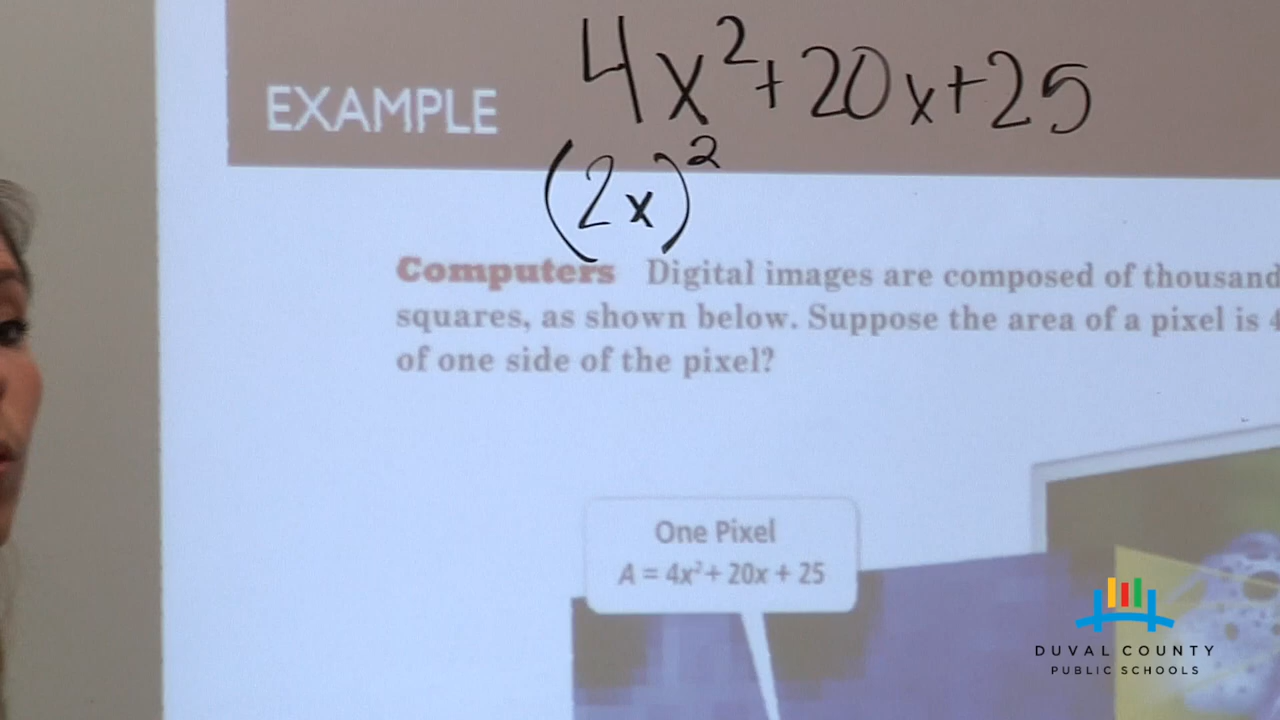 4x²+20x+25
EXAMPLE
(2x)²
Computers Digital images are composed of thousand
squares, as shown below. Suppose the area of a pixel is 4
of one side of the pixel?
One Pixel
A = 4x²+ 20x + 25
DUVAL COUNTY
PUBLIC SCHOOLS